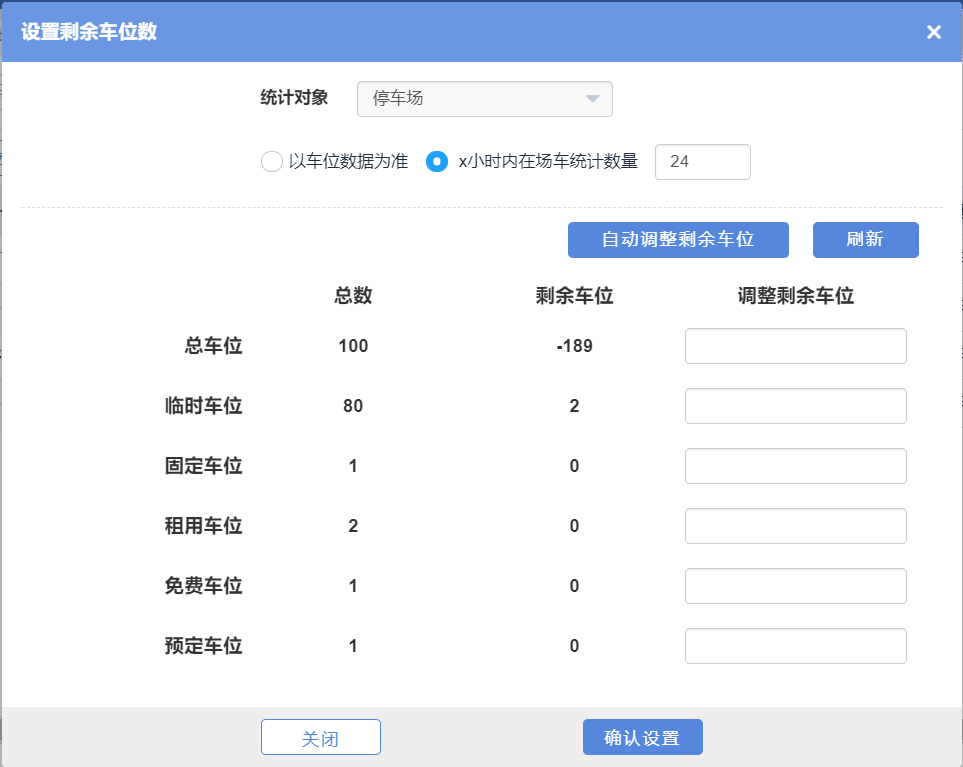 设置剩余车位数 ×
统计对象 停车场
以车位数据为准 x小时内在场车统计数量 24
自动调整剩余车位 刷新
总数 剩余车位 调整剩余车位
总车位 100 -189
临时车位 80 2
固定车位 1 0
租用车位 2 0
免费车位 1 0
预定车位 1 0
关闭 确认设置